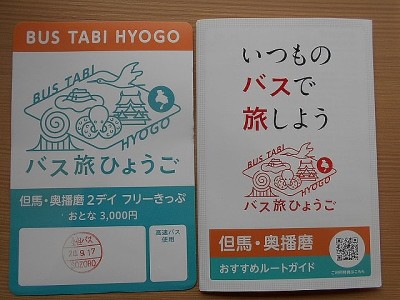 BUS TABI HYOGO
BUS TABI
HYOGO
バス旅ひょうご
但馬・奥播磨2デイ フリーきっぷ
おとな 3,000円
高速バス
使用
9.17
いつもの
バスで
旅しよう
BUS TABI
HYOGO
バス旅ひょうご
但馬・奥播磨
おすすめルートガイド